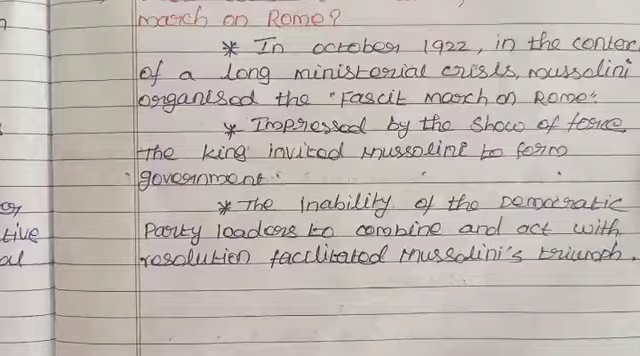 march on Rome?
* In october 1922, in the contex
of a long ministerial crisis, mussolini
organised the "Fascit march on Rome".
* Impressed by the show of force,
the king invited mussolini to form
government.
* The inability of the Democratic
Party leaders to combine and act with
resolution facilitated mussolini's triumph.
tive